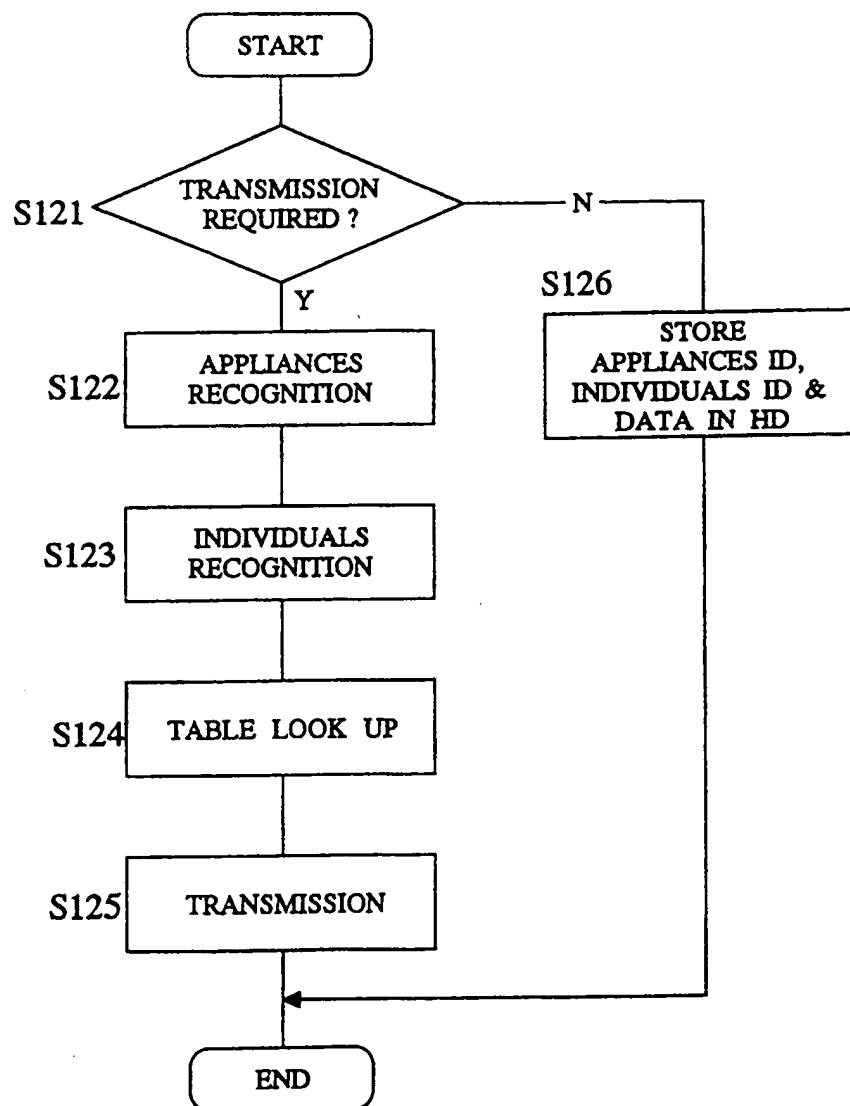 START
S121
TRANSMISSION
REQUIRED ?
N
Y
S126
STORE
APPLIANCES ID,
INDIVIDUALS ID &
DATA IN HD
S122
APPLIANCES
RECOGNITION
S123
INDIVIDUALS
RECOGNITION
S124
TABLE LOOK UP
S125
TRANSMISSION
END